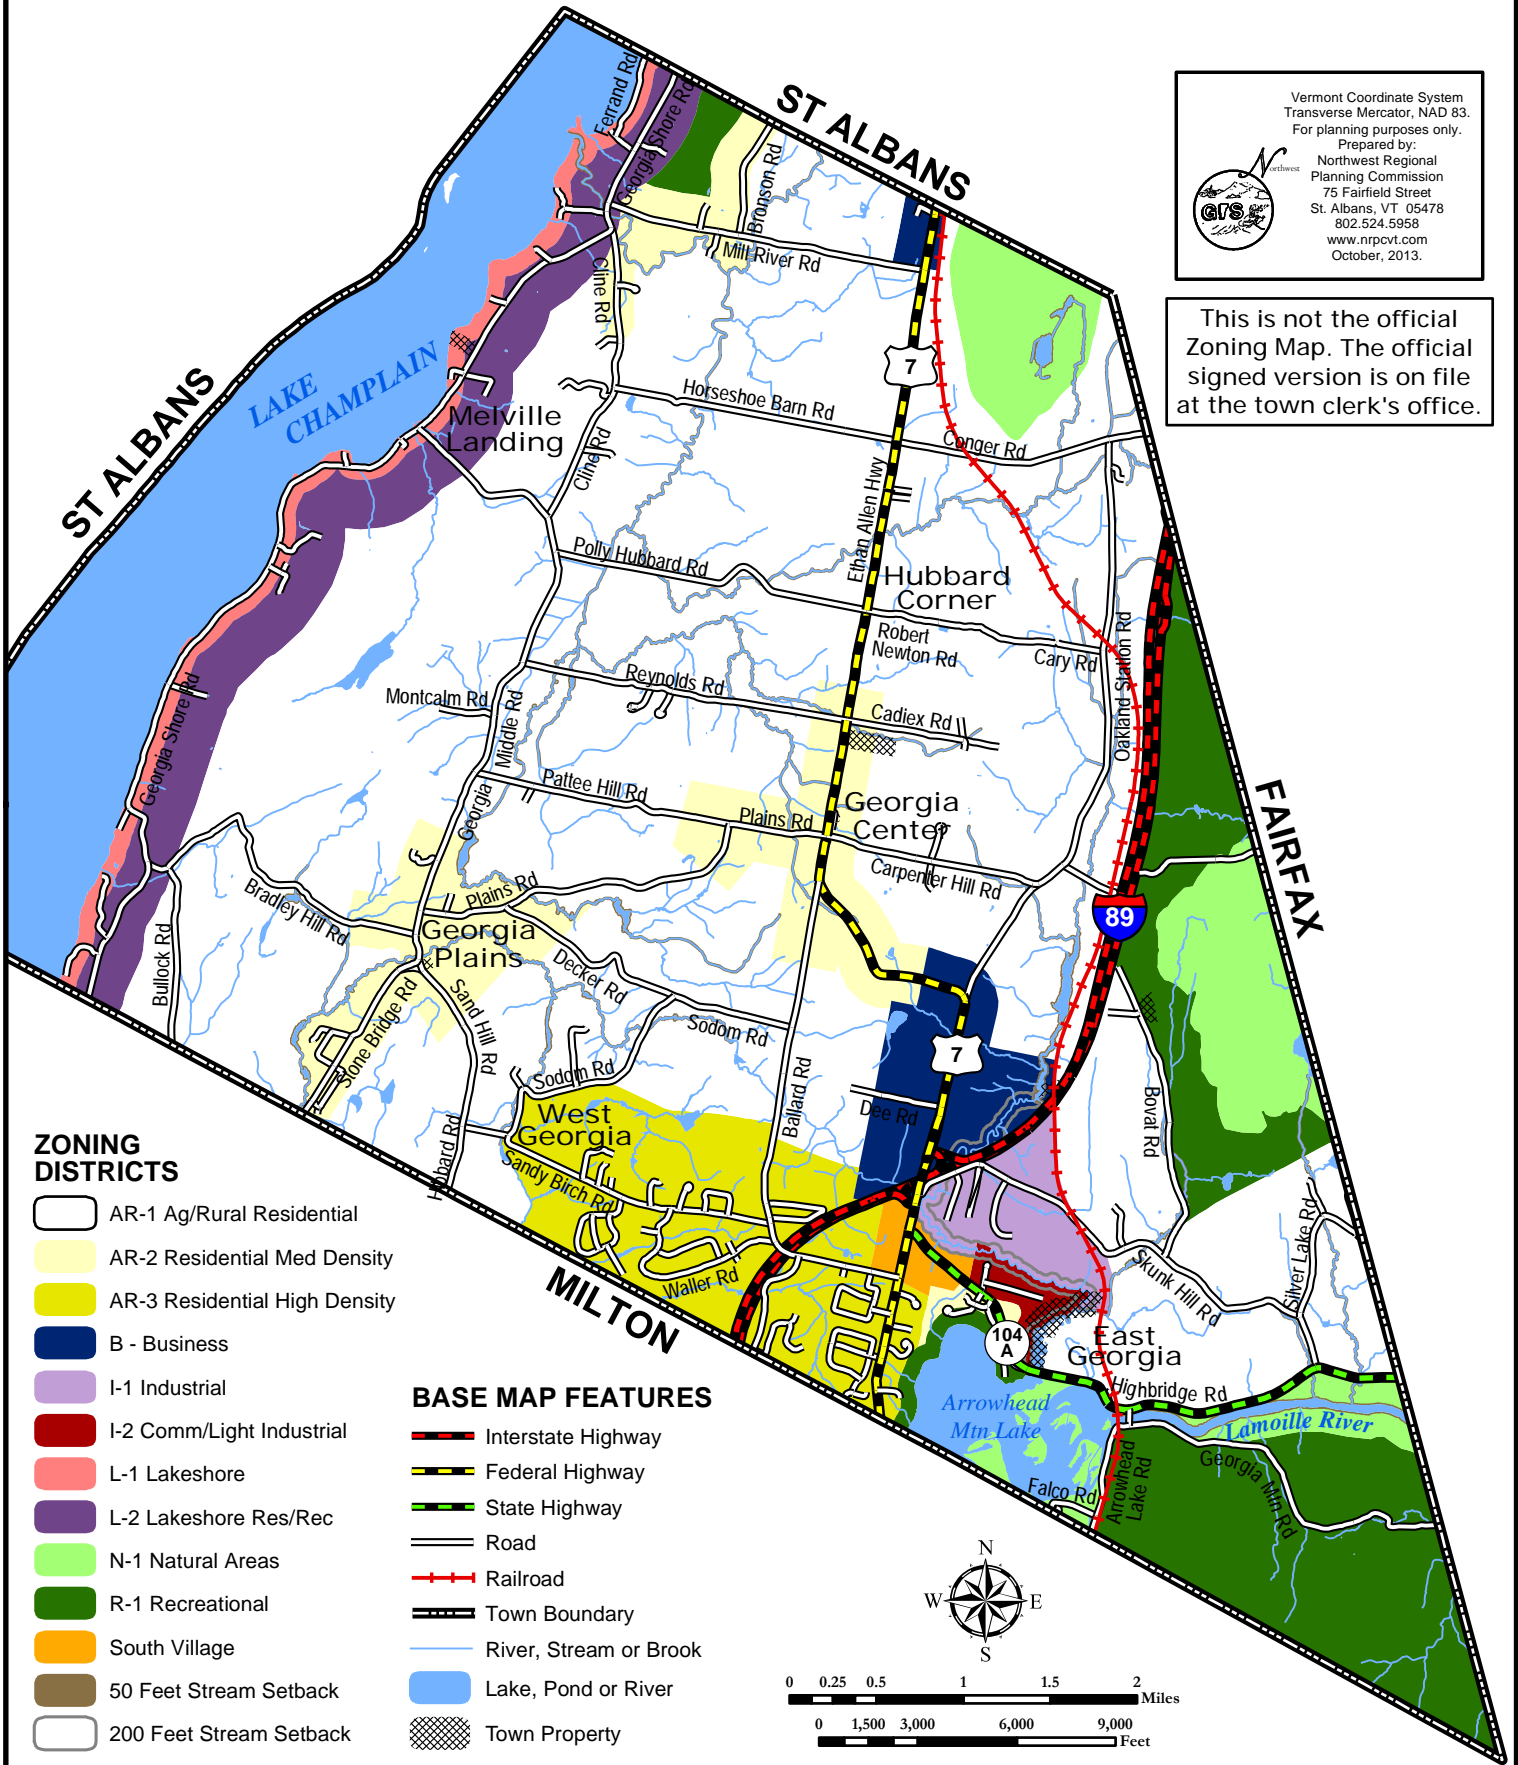 ST ALBANS
Vermont Coordinate System
Transverse Mercator, NAD 83.
For planning purposes only.
Prepared by:
Northwest Regional
Planning Commission
75 Fairfield Street
St. Albans, VT 05478
802.524.5958
www.nrpcvt.com
October, 2013.
Northwest
GIS
This is not the official
Zoning Map. The official
signed version is on file
at the town clerk's office.
Ferrand Rd
Georgia Shore Rd
Bronson Rd
Mill River Rd
Cline Rd
7
LAKE
CHAMPLAIN
ST ALBANS
Melville
Landing
Horseshoe Barn Rd
Conger Rd
Cline Rd
Ethan Allen Hwy
Polly Hubbard Rd
Hubbard
Corner
Robert
Newton Rd
Cary Rd
Oakland Station Rd
Reynolds Rd
Montcalm Rd
Cadiex Rd
Georgia Shore Rd
Georgia Middle Rd
Pattee Hill Rd
Plains Rd
Georgia
Center
FAIRFAX
Carpenter Hill Rd
Bradley Hill Rd
Plains Rd
89
Georgia
Plains
Bullock Rd
Decker Rd
Sand Hill Rd
Stone Bridge Rd
Sodom Rd
7
Sodom Rd
Ballard Rd
Dee Rd
Bovat Rd
West
Georgia
Hibbard Rd
Sandy Birch Rd
Waller Rd
MILTON
Skunk Hill Rd
Silver Lake Rd
104
A
East
Georgia
Highbridge Rd
Arrowhead
Mtn Lake
Lamoille River
Georgia Mtn Rd
Falco Rd
Arrowhead
Lake Rd
ZONING
DISTRICTS
AR-1 Ag/Rural Residential
AR-2 Residential Med Density
AR-3 Residential High Density
B - Business
I-1 Industrial
I-2 Comm/Light Industrial
L-1 Lakeshore
L-2 Lakeshore Res/Rec
N-1 Natural Areas
R-1 Recreational
South Village
50 Feet Stream Setback
200 Feet Stream Setback
BASE MAP FEATURES
Interstate Highway
Federal Highway
State Highway
Road
Railroad
Town Boundary
River, Stream or Brook
Lake, Pond or River
Town Property
N
W E
S
0 0.25 0.5 1 1.5 2
Miles
0 1,500 3,000 6,000 9,000
Feet